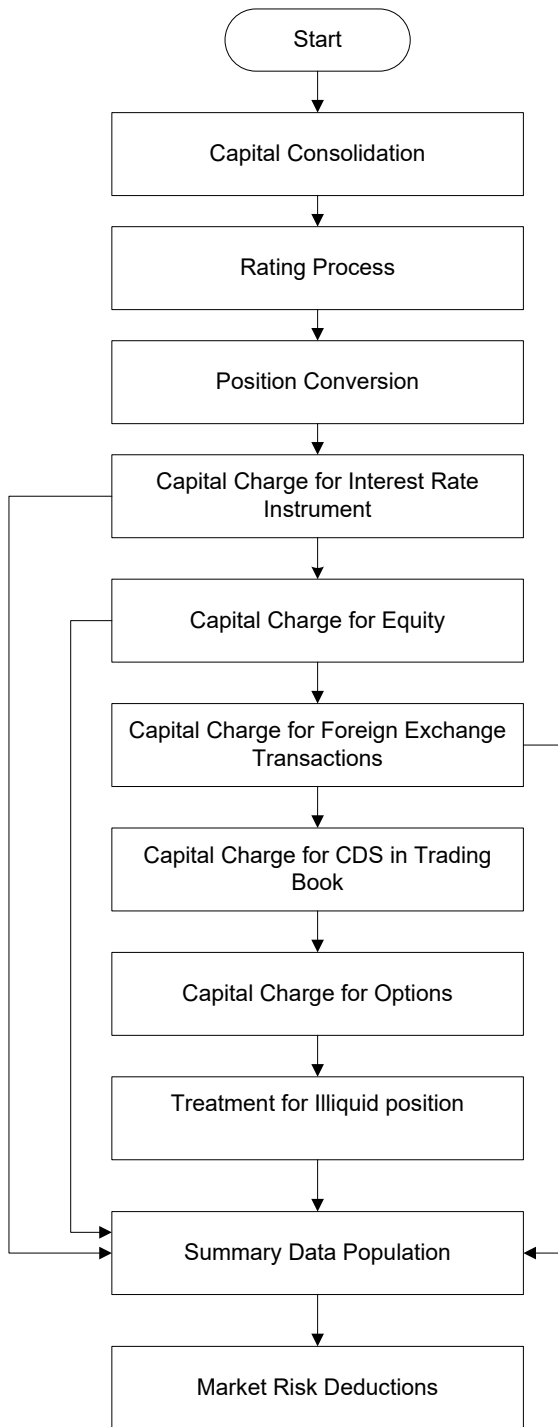 Start
Capital Consolidation
Rating Process
Position Conversion
Capital Charge for Interest Rate
Instrument
Capital Charge for Equity
Capital Charge for Foreign Exchange
Transactions
Capital Charge for CDS in Trading
Book
Capital Charge for Options
Treatment for Illiquid position
Summary Data Population
Market Risk Deductions